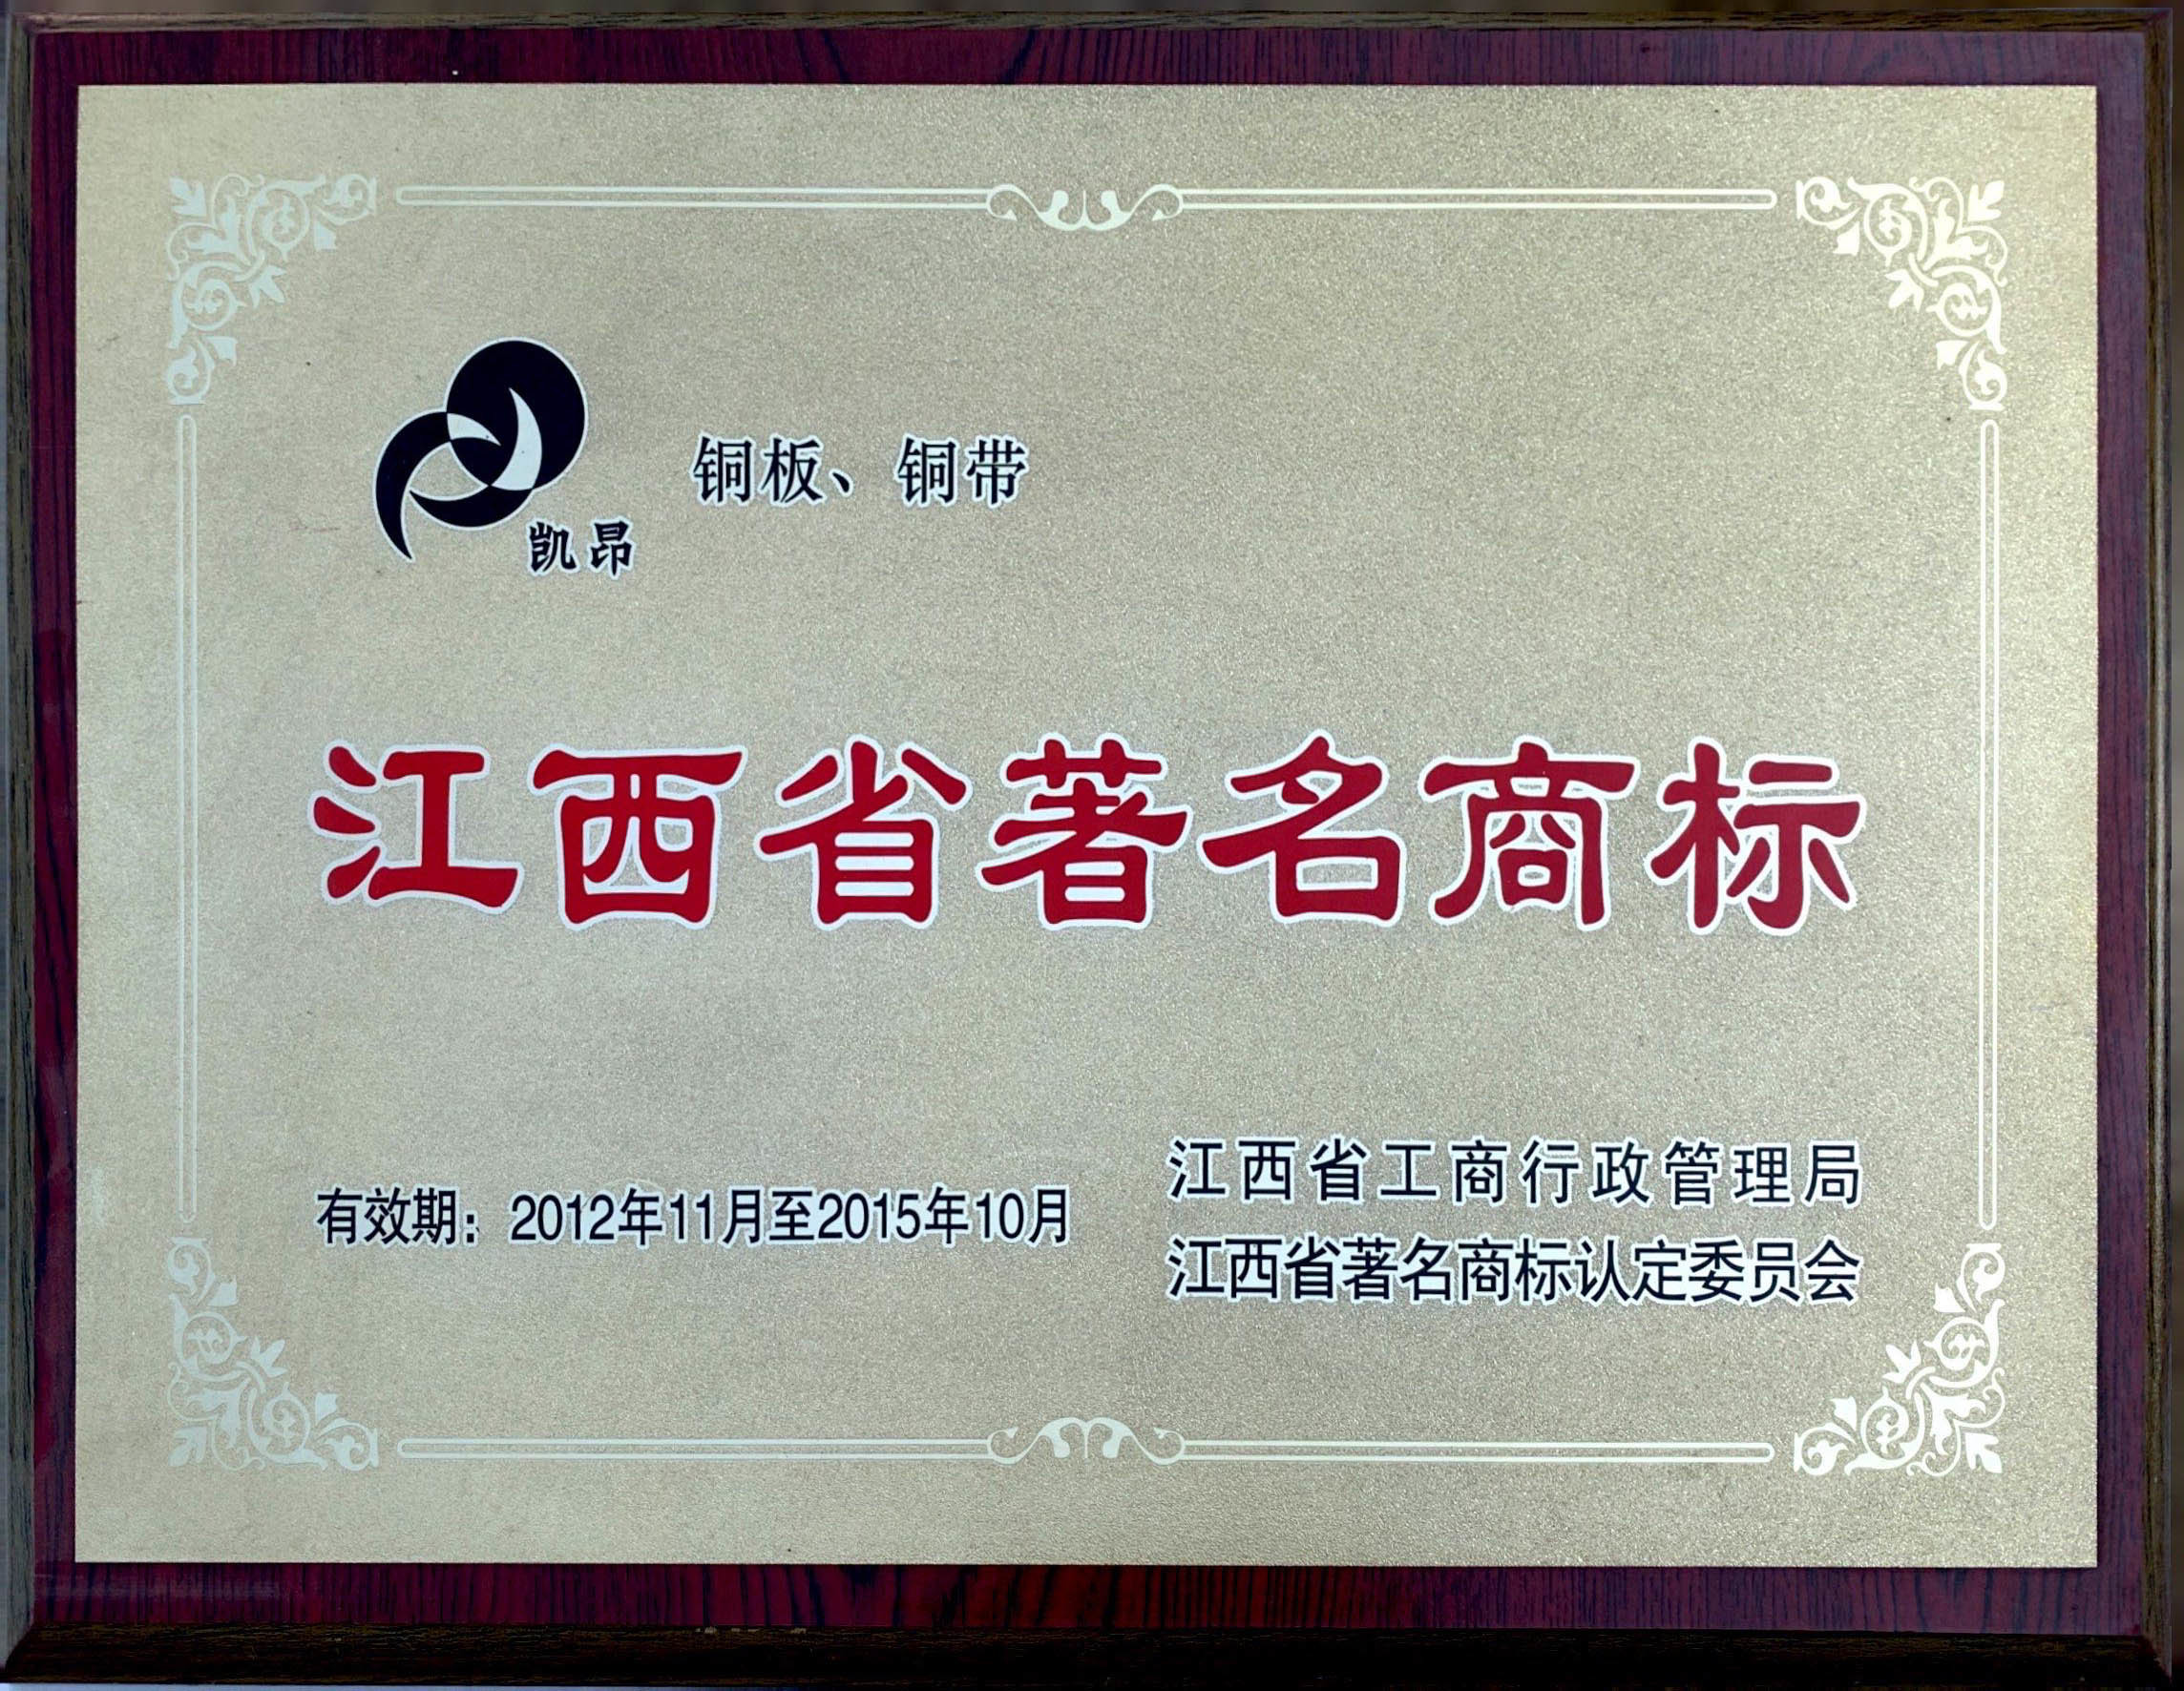 凯昂
铜板、铜带
江西省著名商标
有效期：2012年11月至2015年10月
江西省工商行政管理局
江西省著名商标认定委员会